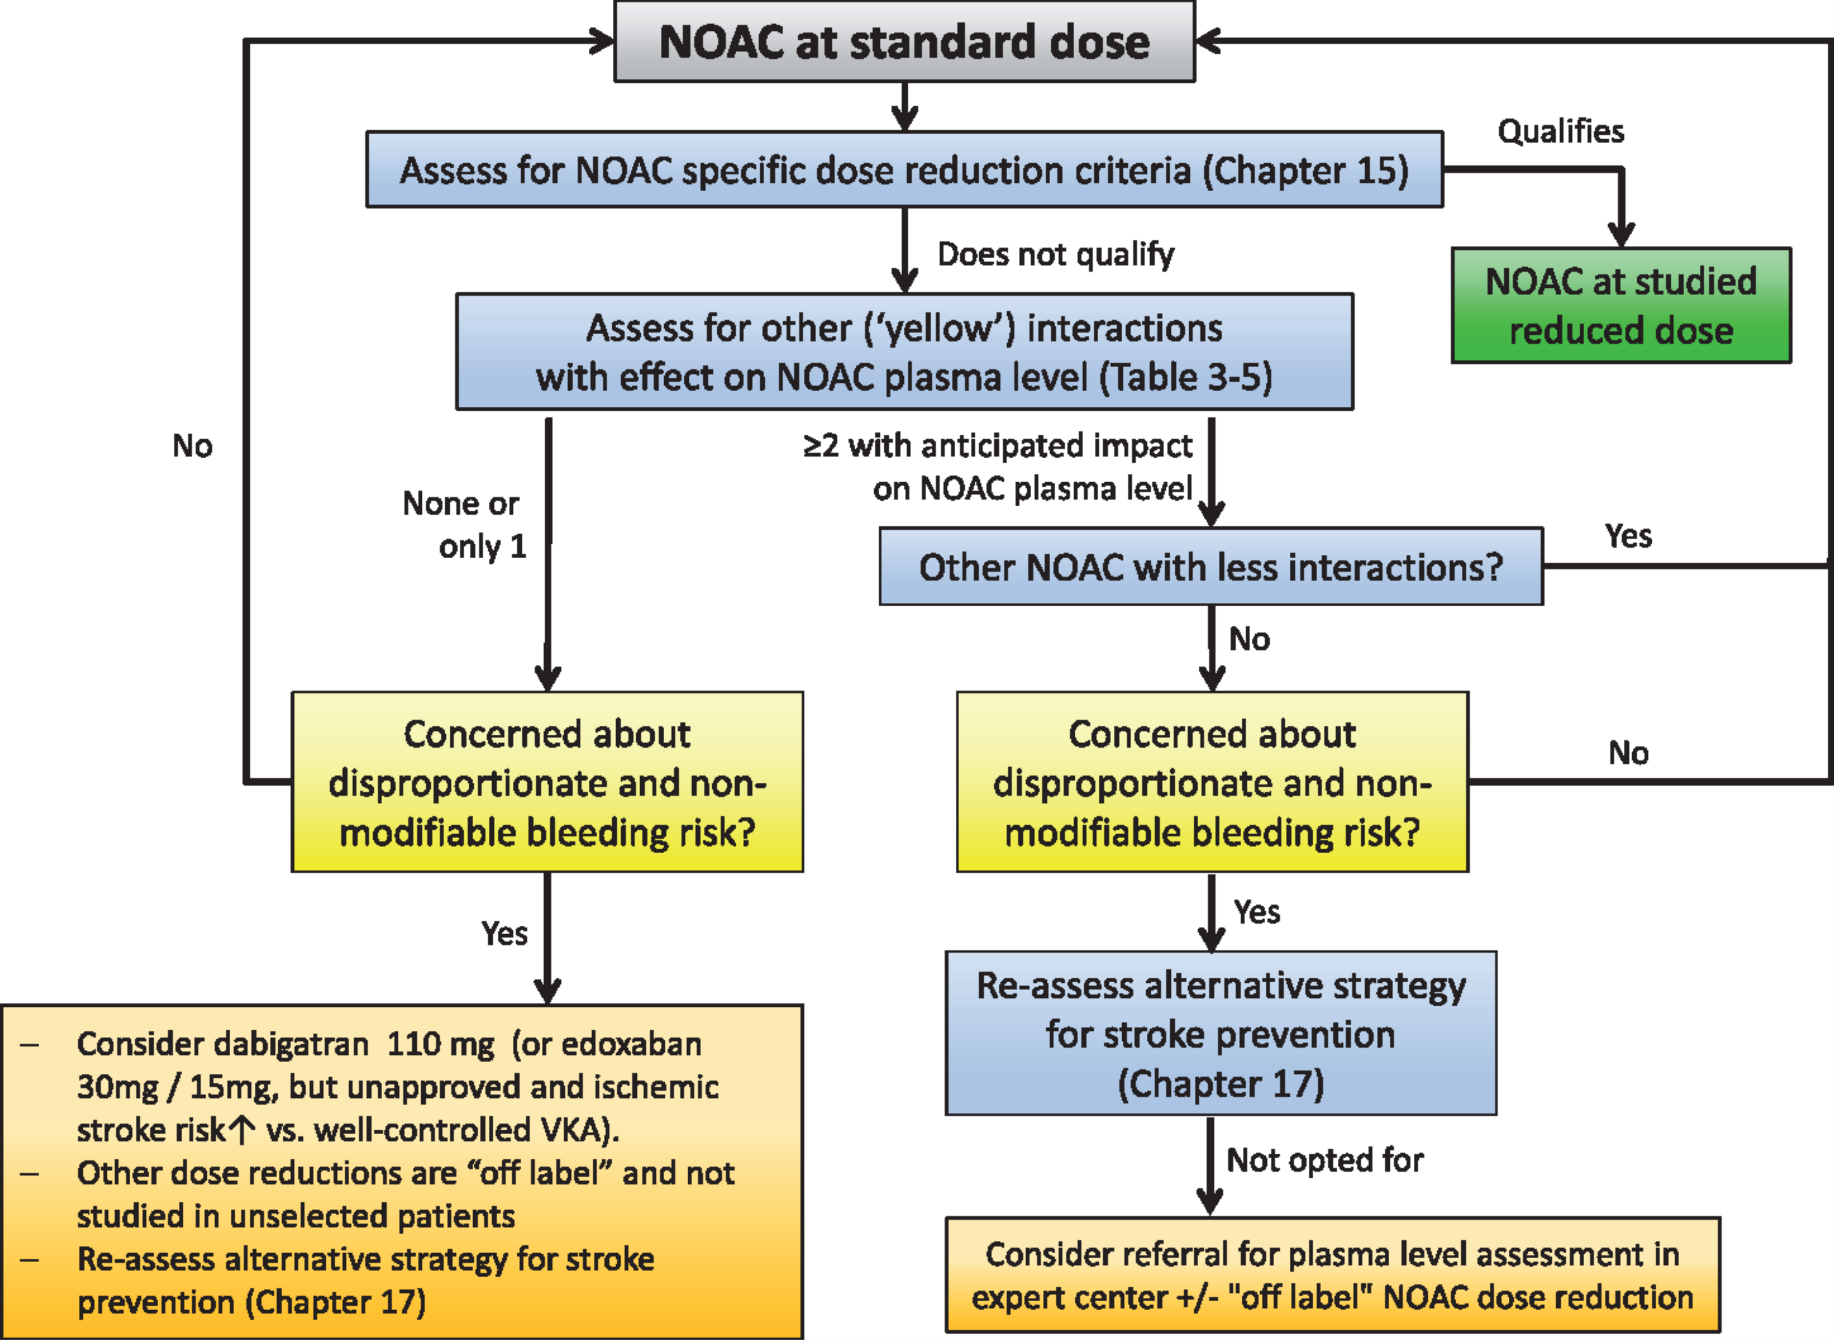 NOAC at standard dose
Assess for NOAC specific dose reduction criteria (Chapter 15)
Qualifies
Does not qualify
NOAC at studied
reduced dose
Assess for other (‘yellow’) interactions
with effect on NOAC plasma level (Table 3-5)
No
None or
only 1
≥2 with anticipated impact
on NOAC plasma level
Other NOAC with less interactions?
Yes
No
Concerned about
disproportionate and non-
modifiable bleeding risk?
Concerned about
disproportionate and non-
modifiable bleeding risk?
No
Yes
Yes
– Consider dabigatran 110 mg (or edoxaban
30mg / 15mg, but unapproved and ischemic
stroke risk↑ vs. well-controlled VKA).
– Other dose reductions are “off label” and not
studied in unselected patients
– Re-assess alternative strategy for stroke
prevention (Chapter 17)
Re-assess alternative strategy
for stroke prevention
(Chapter 17)
Not opted for
Consider referral for plasma level assessment in
expert center +/- "off label" NOAC dose reduction